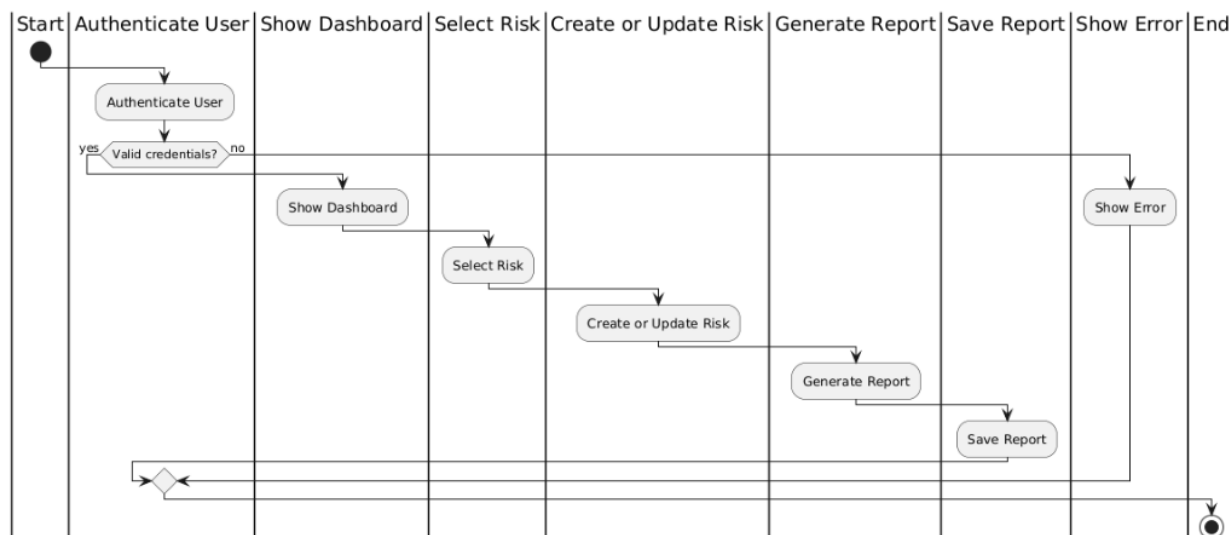 Start Authenticate User Show Dashboard Select Risk Create or Update Risk Generate Report Save Report Show Error End
Authenticate User
yes Valid credentials? no
Show Dashboard Show Error
Select Risk
Create or Update Risk
Generate Report
Save Report